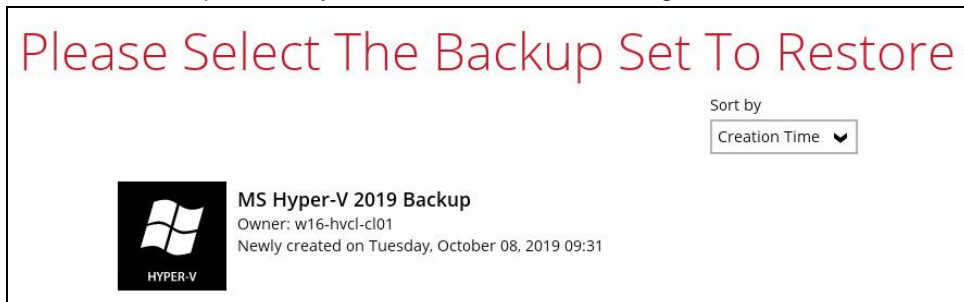 Please Select The Backup Set To Restore
Sort by
Creation Time
MS Hyper-V 2019 Backup
Owner: w16-hvcl-cl01
Newly created on Tuesday, October 08, 2019 09:31
HYPER-V